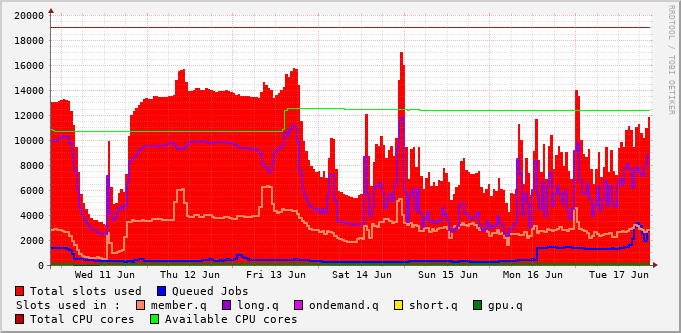 20000
18000
16000
14000
12000
10000
8000
6000
4000
2000
0
Wed 11 Jun Thu 12 Jun Fri 13 Jun Sat 14 Jun Sun 15 Jun Mon 16 Jun Tue 17 Jun
RRDTOOL / TOBI OETIKER
Total slots used Queued Jobs
Slots used in : member.q long.q ondemand.q short.q gpu.q
Total CPU cores Available CPU cores